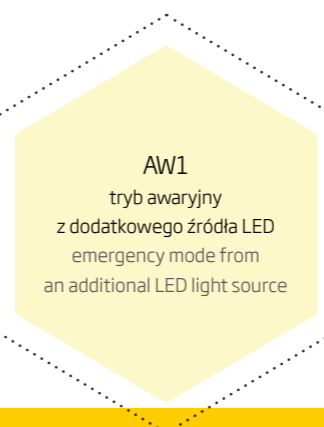 AW1
tryb awaryjny
z dodatkowego źródła LED
emergency mode from
an additional LED light source